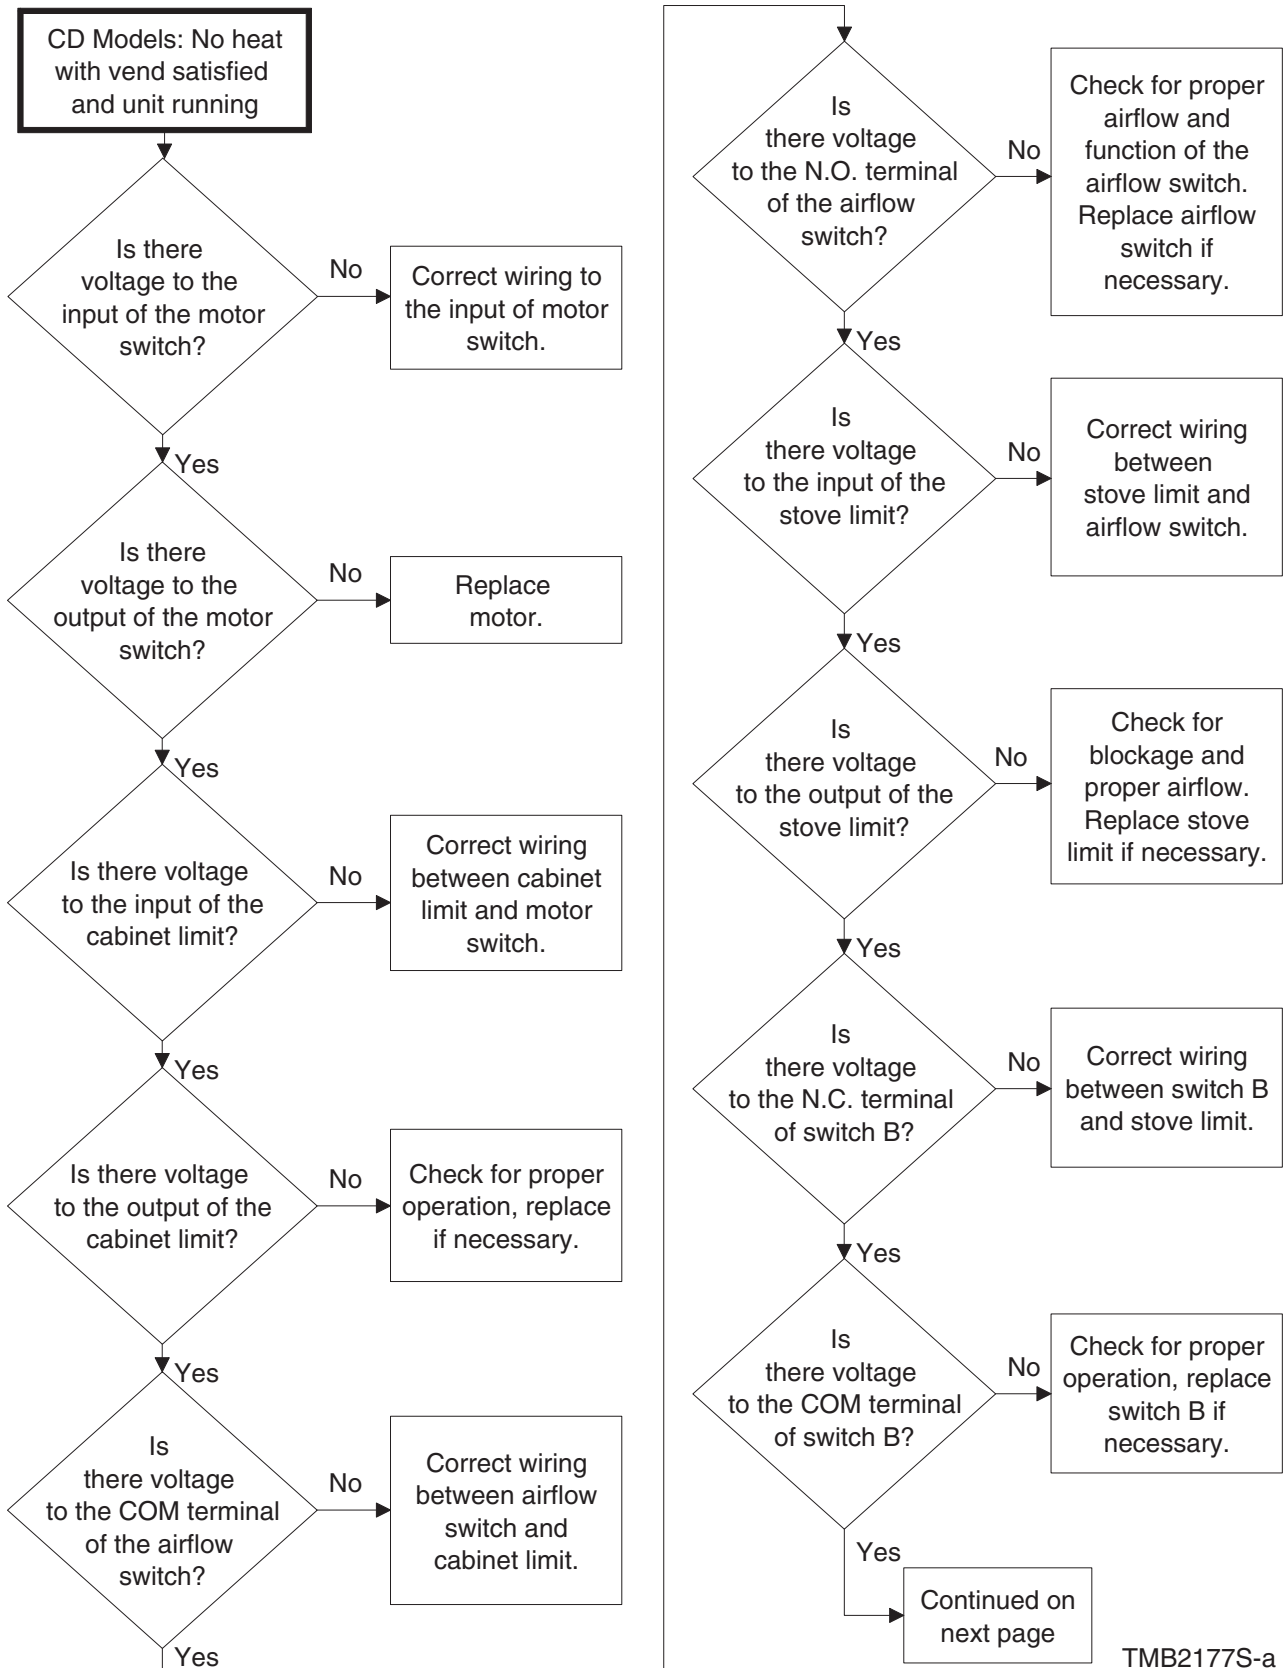 CD Models: No heat
with vend satisfied
and unit running
Is there
voltage to the
input of the motor
switch?
No
Correct wiring to
the input of motor
switch.
Yes
Is there
voltage to the
output of the motor
switch?
No
Replace
motor.
Yes
Is there voltage
to the input of the
cabinet limit?
No
Correct wiring
between cabinet
limit and motor
switch.
Yes
Is there voltage
to the output of the
cabinet limit?
No
Check for proper
operation, replace
if necessary.
Yes
Is
there voltage
to the COM terminal
of the airflow
switch?
No
Correct wiring
between airflow
switch and
cabinet limit.
Yes
Is
there voltage
to the N.O. terminal
of the airflow
switch?
No
Check for proper
airflow and
function of the
airflow switch.
Replace airflow
switch if
necessary.
Yes
Is
there voltage
to the input of the
stove limit?
No
Correct wiring
between
stove limit and
airflow switch.
Yes
Is
there voltage
to the output of the
stove limit?
No
Check for
blockage and
proper airflow.
Replace stove
limit if necessary.
Yes
Is
there voltage
to the N.C. terminal
of switch B?
No
Correct wiring
between switch B
and stove limit.
Yes
Is
there voltage
to the COM terminal
of switch B?
No
Check for proper
operation, replace
switch B if
necessary.
Yes
Continued on
next page
TMB2177S-a